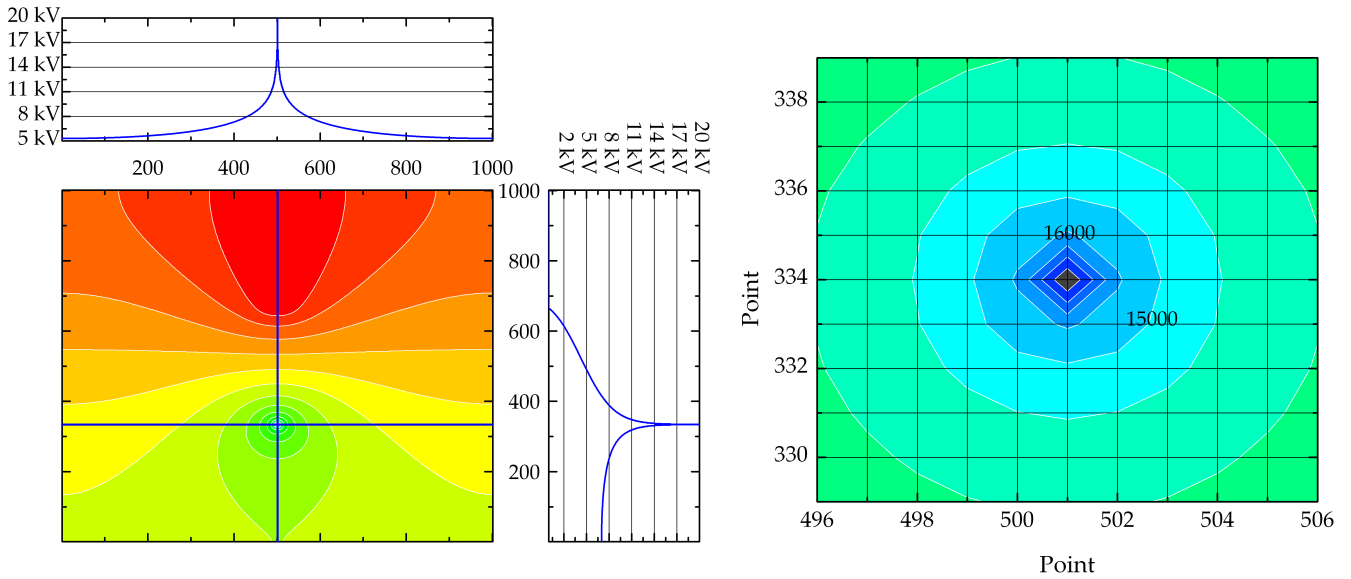 20 kV
17 kV
14 kV
11 kV
8 kV
5 kV
200 400 600 800 1000
2 kV
5 kV
8 kV
11 kV
14 kV
17 kV
20 kV
1000
800
600
400
200
338
336
334
332
330
Point
16000
15000
496 498 500 502 504 506
Point